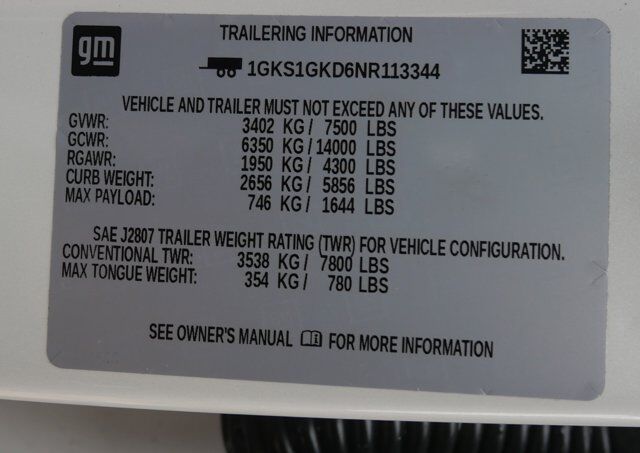 gm
TRAILERING INFORMATION
1GKS1GKD6NR113344
VEHICLE AND TRAILER MUST NOT EXCEED ANY OF THESE VALUES.
GVWR: 3402 KG / 7500 LBS
GCWR: 6350 KG / 14000 LBS
RGAWR: 1950 KG / 4300 LBS
CURB WEIGHT: 2656 KG / 5856 LBS
MAX PAYLOAD: 746 KG / 1644 LBS
SAE J2807 TRAILER WEIGHT RATING (TWR) FOR VEHICLE CONFIGURATION.
CONVENTIONAL TWR: 3538 KG / 7800 LBS
MAX TONGUE WEIGHT: 354 KG / 780 LBS
SEE OWNER'S MANUAL FOR MORE INFORMATION